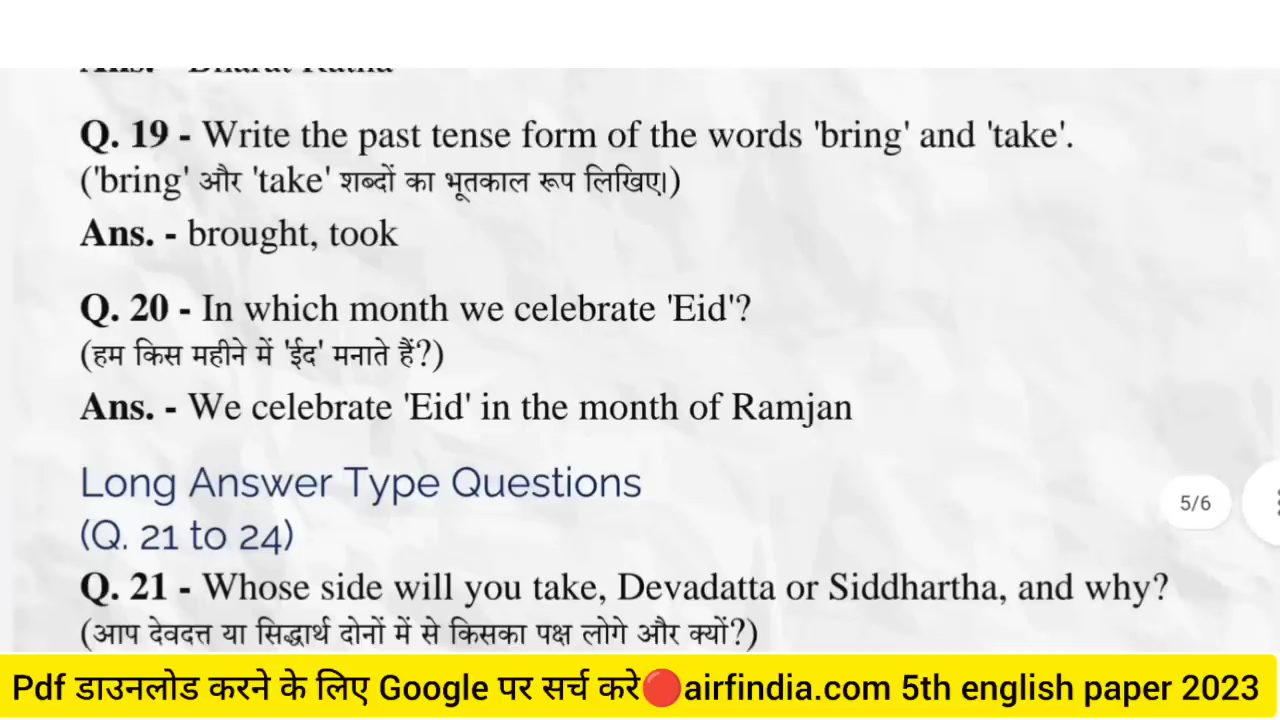 Ans. - Bharat Ratna
Q. 19 - Write the past tense form of the words 'bring' and 'take'.
('bring' और 'take' शब्दों का भूतकाल रूप लिखिए।)
Ans. - brought, took
Q. 20 - In which month we celebrate 'Eid'?
(हम किस महीने में 'ईद' मनाते हैं?)
Ans. - We celebrate 'Eid' in the month of Ramjan
Long Answer Type Questions
5/6
(Q. 21 to 24)
Q. 21 - Whose side will you take, Devadatta or Siddhartha, and why?
(आप देवदत्त या सिद्धार्थ दोनों में से किसका पक्ष लोगे और क्यों?)
Pdf डाउनलोड करने के लिए Google पर सर्च करे🔴airfindia.com 5th english paper 2023